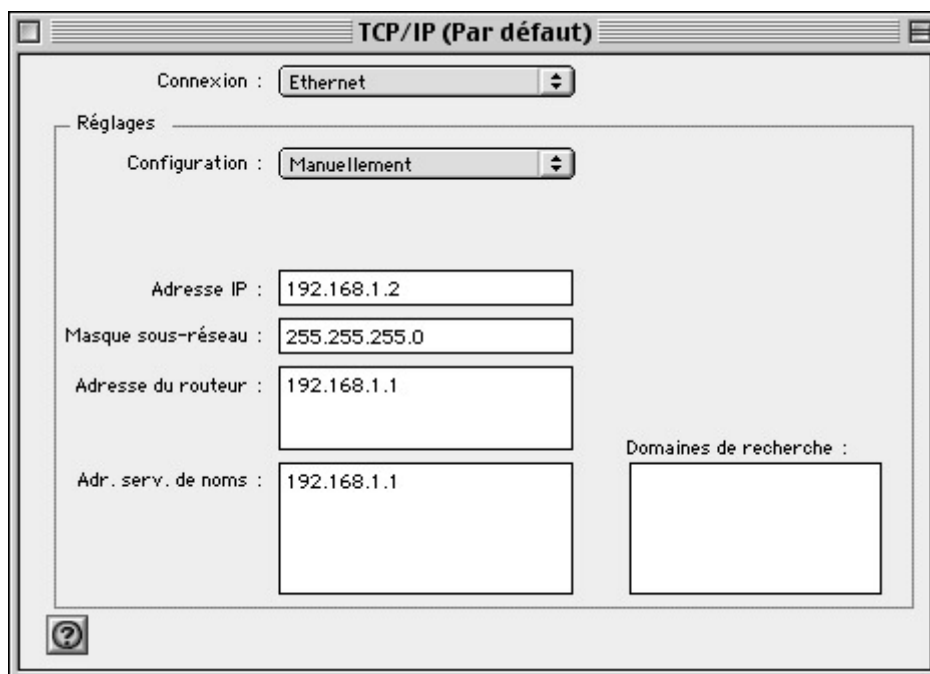 TCP/IP (Par défaut)
Connexion : Ethernet
Réglages
Configuration : Manuellement
Adresse IP : 192.168.1.2
Masque sous-réseau : 255.255.255.0
Adresse du routeur : 192.168.1.1
Domaines de recherche :
Adr. serv. de noms : 192.168.1.1
?